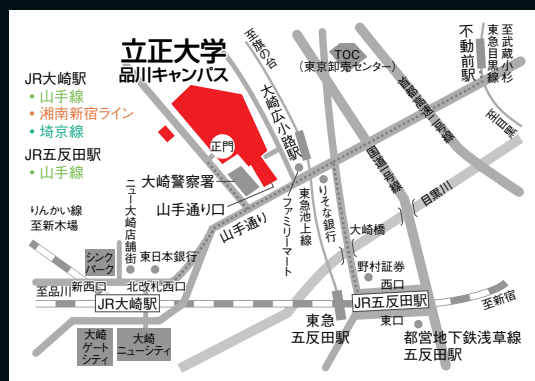 立正大学
品川キャンパス
JR大崎駅
・山手線
・湘南新宿ライン
・埼京線
JR五反田駅
・山手線
至旗の台
TOC
(東京卸売センター)
不動前駅
東急目黒線
至武蔵小杉
至目黒
首都高速二号線
国道一号線
大崎広小路駅
正門
大崎警察署
山手通り口
山手通り
ファミリーマート
東急池上線
りそな銀行
目黒川
大崎橋
りんかい線
至新木場
ニュー大崎店舗街
東日本銀行
シンク
パーク
新西口
北改札西口
至品川
JR大崎駅
大崎
ゲート
シティ
大崎
ニューシティ
野村証券
西口
JR五反田駅
東口
至新宿
東急
五反田駅
都営地下鉄浅草線
五反田駅